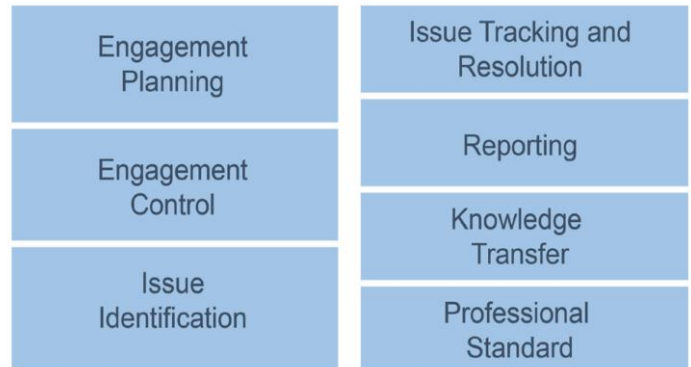 Engagement
Planning
Engagement
Control
Issue
Identification
Issue Tracking and
Resolution
Reporting
Knowledge
Transfer
Professional
Standard